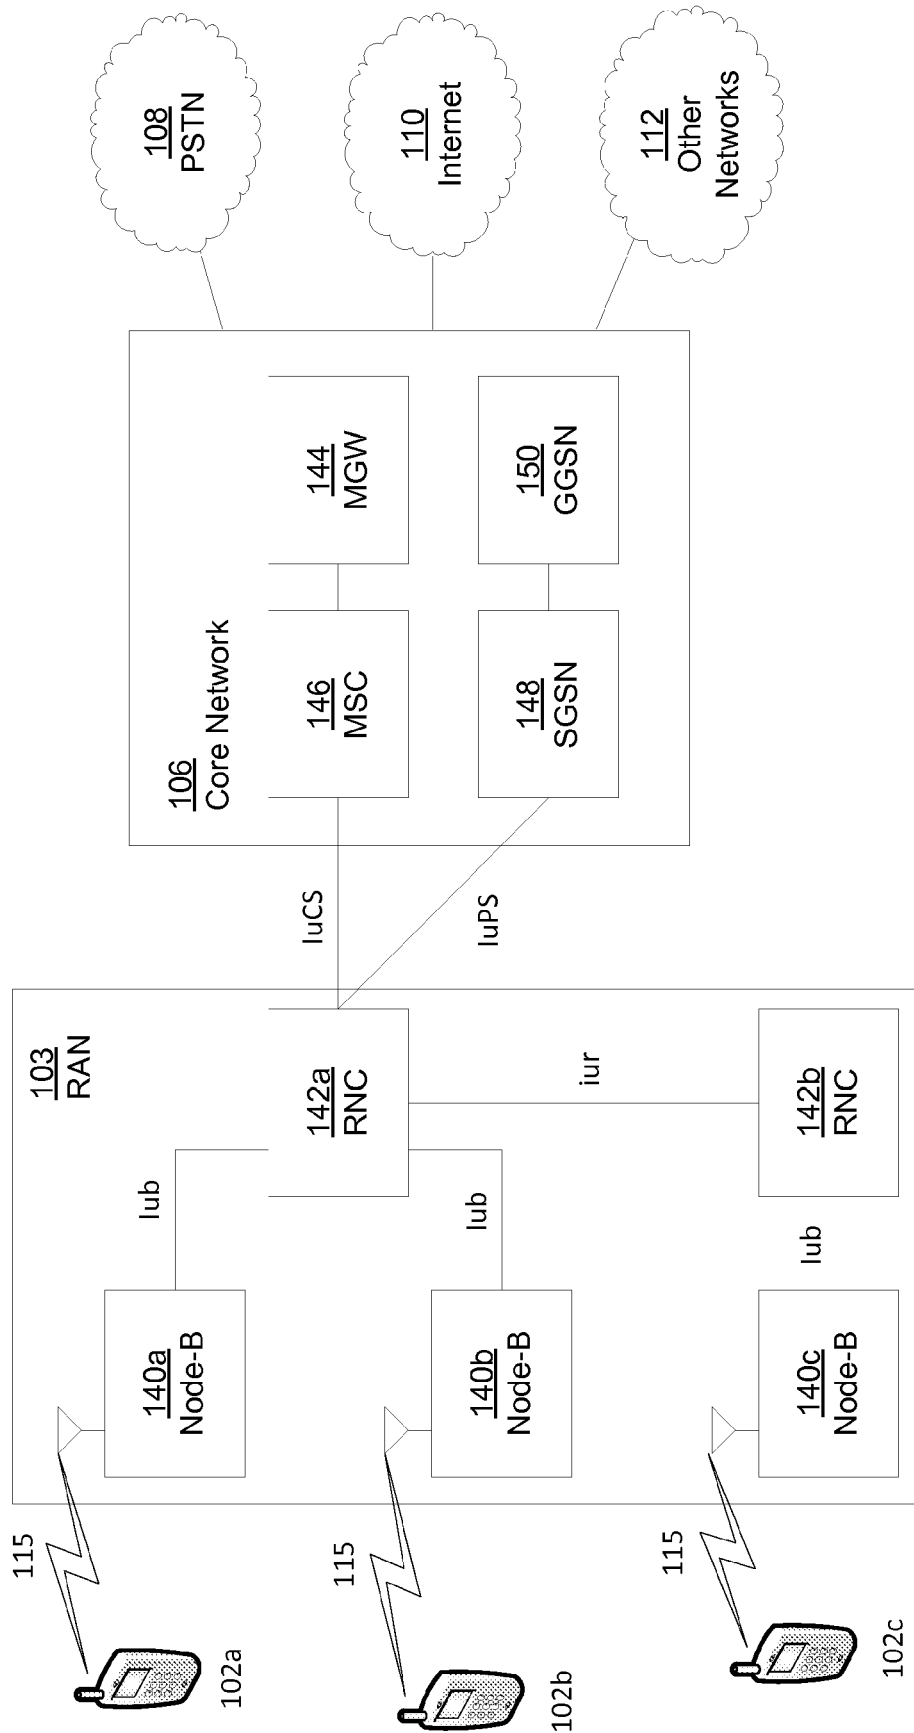 102a
115
102b
115
102c
115
103
RAN
140a
Node-B
Iub
140b
Node-B
Iub
140c
Node-B
Iub
142a
RNC
iur
142b
RNC
IuCS
IuPS
106
Core Network
146
MSC
144
MGW
148
SGSN
150
GGSN
108
PSTN
110
Internet
112
Other
Networks